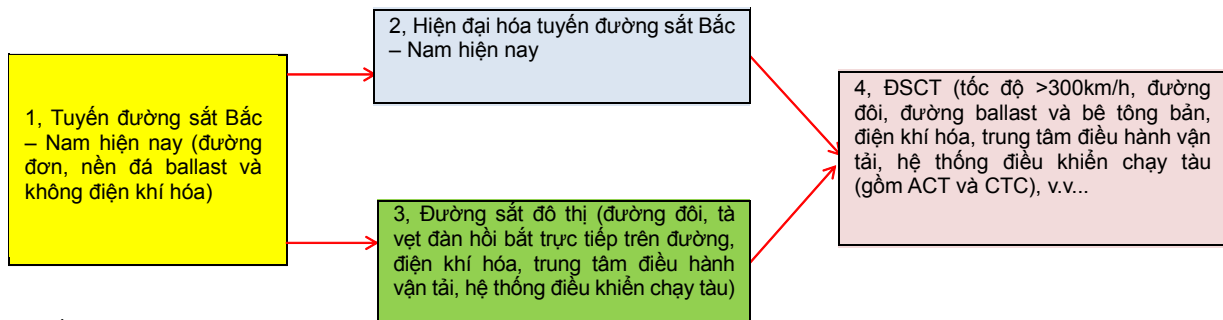 1, Tuyến đường sắt Bắc
– Nam hiện nay (đường
đơn, nền đá ballast và
không điện khí hóa)
2, Hiện đại hóa tuyến đường sắt Bắc
– Nam hiện nay
3, Đường sắt đô thị (đường đôi, tà
vẹt đàn hồi bắt trực tiếp trên đường,
điện khí hóa, trung tâm điều hành
vận tải, hệ thống điều khiển chạy tàu)
4, ĐSCT (tốc độ >300km/h, đường
đôi, đường ballast và bê tông bản,
điện khí hóa, trung tâm điều hành vận
tải, hệ thống điều khiển chạy tàu
(gồm ACT và CTC), v.v...